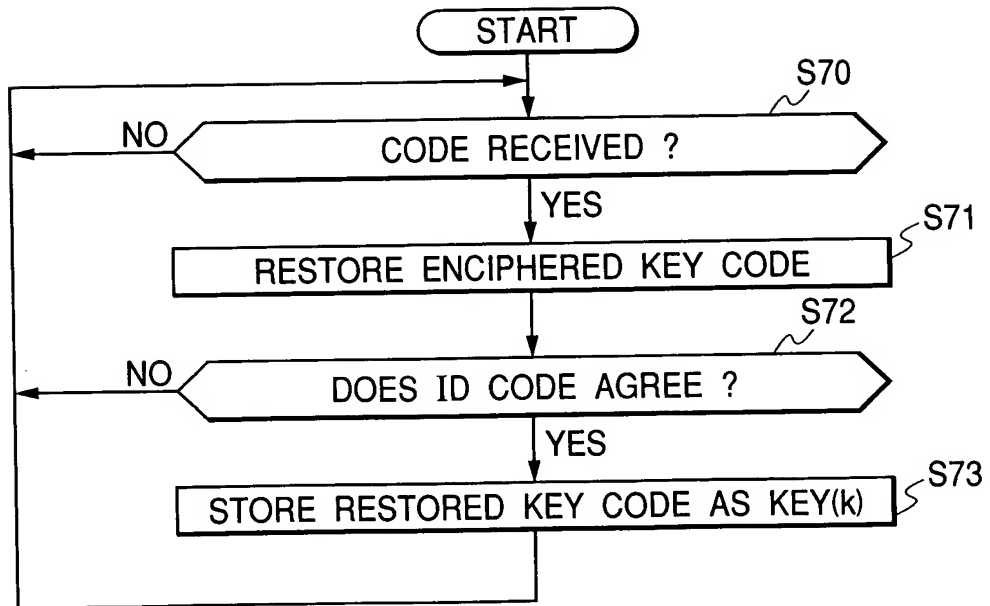 START
S70
NO
CODE RECEIVED ?
YES
S71
RESTORE ENCIPHERED KEY CODE
S72
NO
DOES ID CODE AGREE ?
YES
S73
STORE RESTORED KEY CODE AS KEY(k)